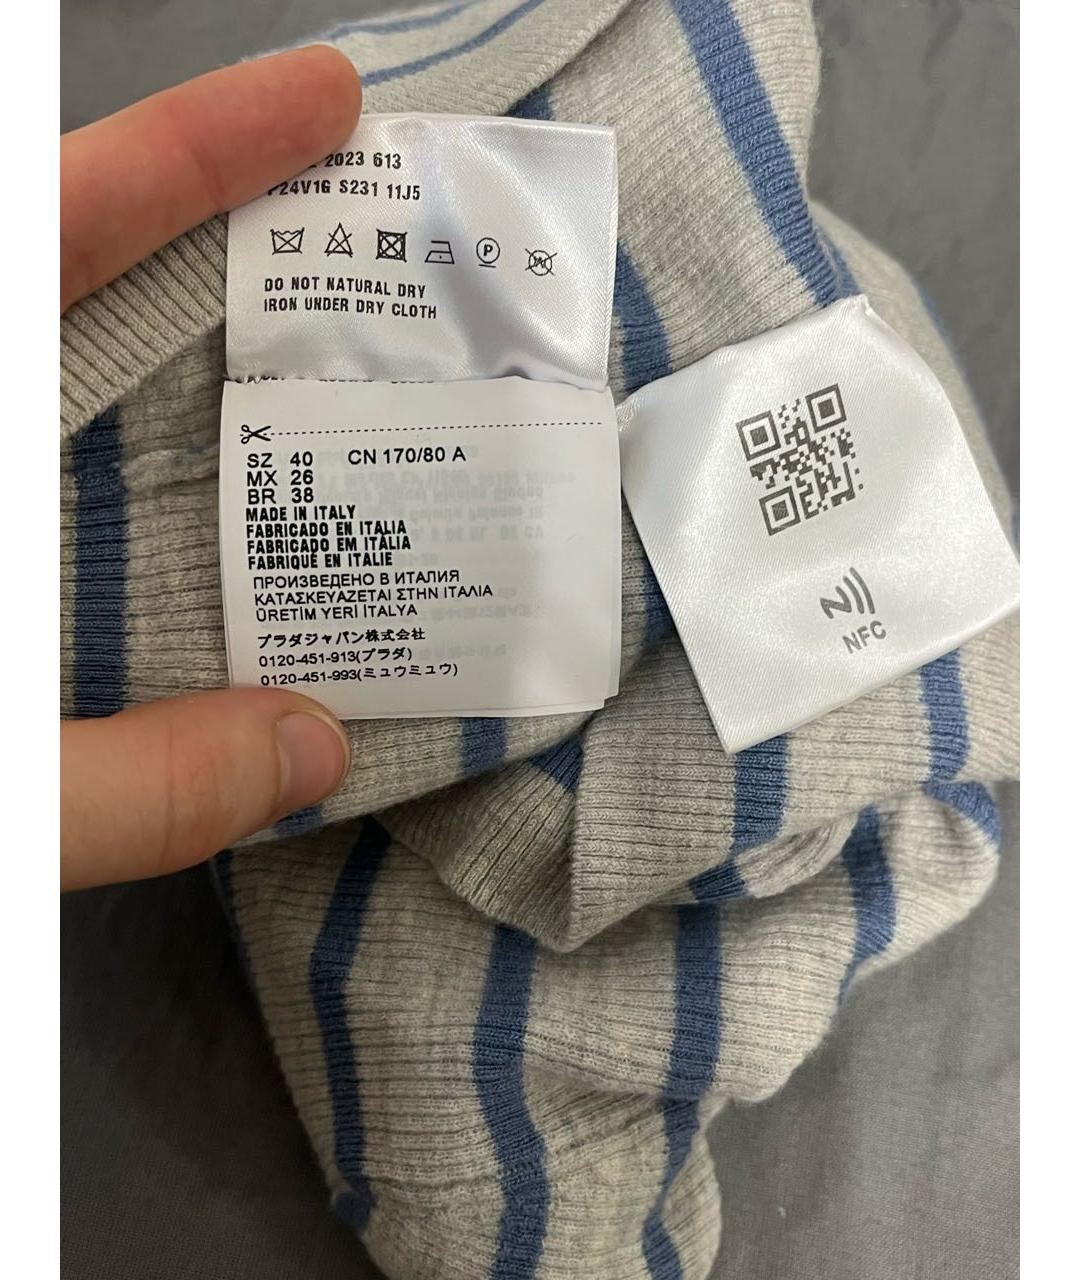 2023 613
P24V1G S231 11J5
P
DO NOT NATURAL DRY
IRON UNDER DRY CLOTH
SZ 40 CN 170/80 A
MX 26
BR 38
MADE IN ITALY
FABRICADO EN ITALIA
FABRICADO EM ITÁLIA
FABRIQUÉ EN ITALIE
ПРОИЗВЕДЕНО В ИТАЛИЯ
ΚΑΤΑΣΚΕΥΑΖΕΤΑΙ ΣΤΗΝ ΙΤΑΛΙΑ
ÜRETİM YERİ İTALYA
プラダジャパン株式会社
0120-451-913(プラダ)
0120-451-993(ミュウミュウ)
NFC